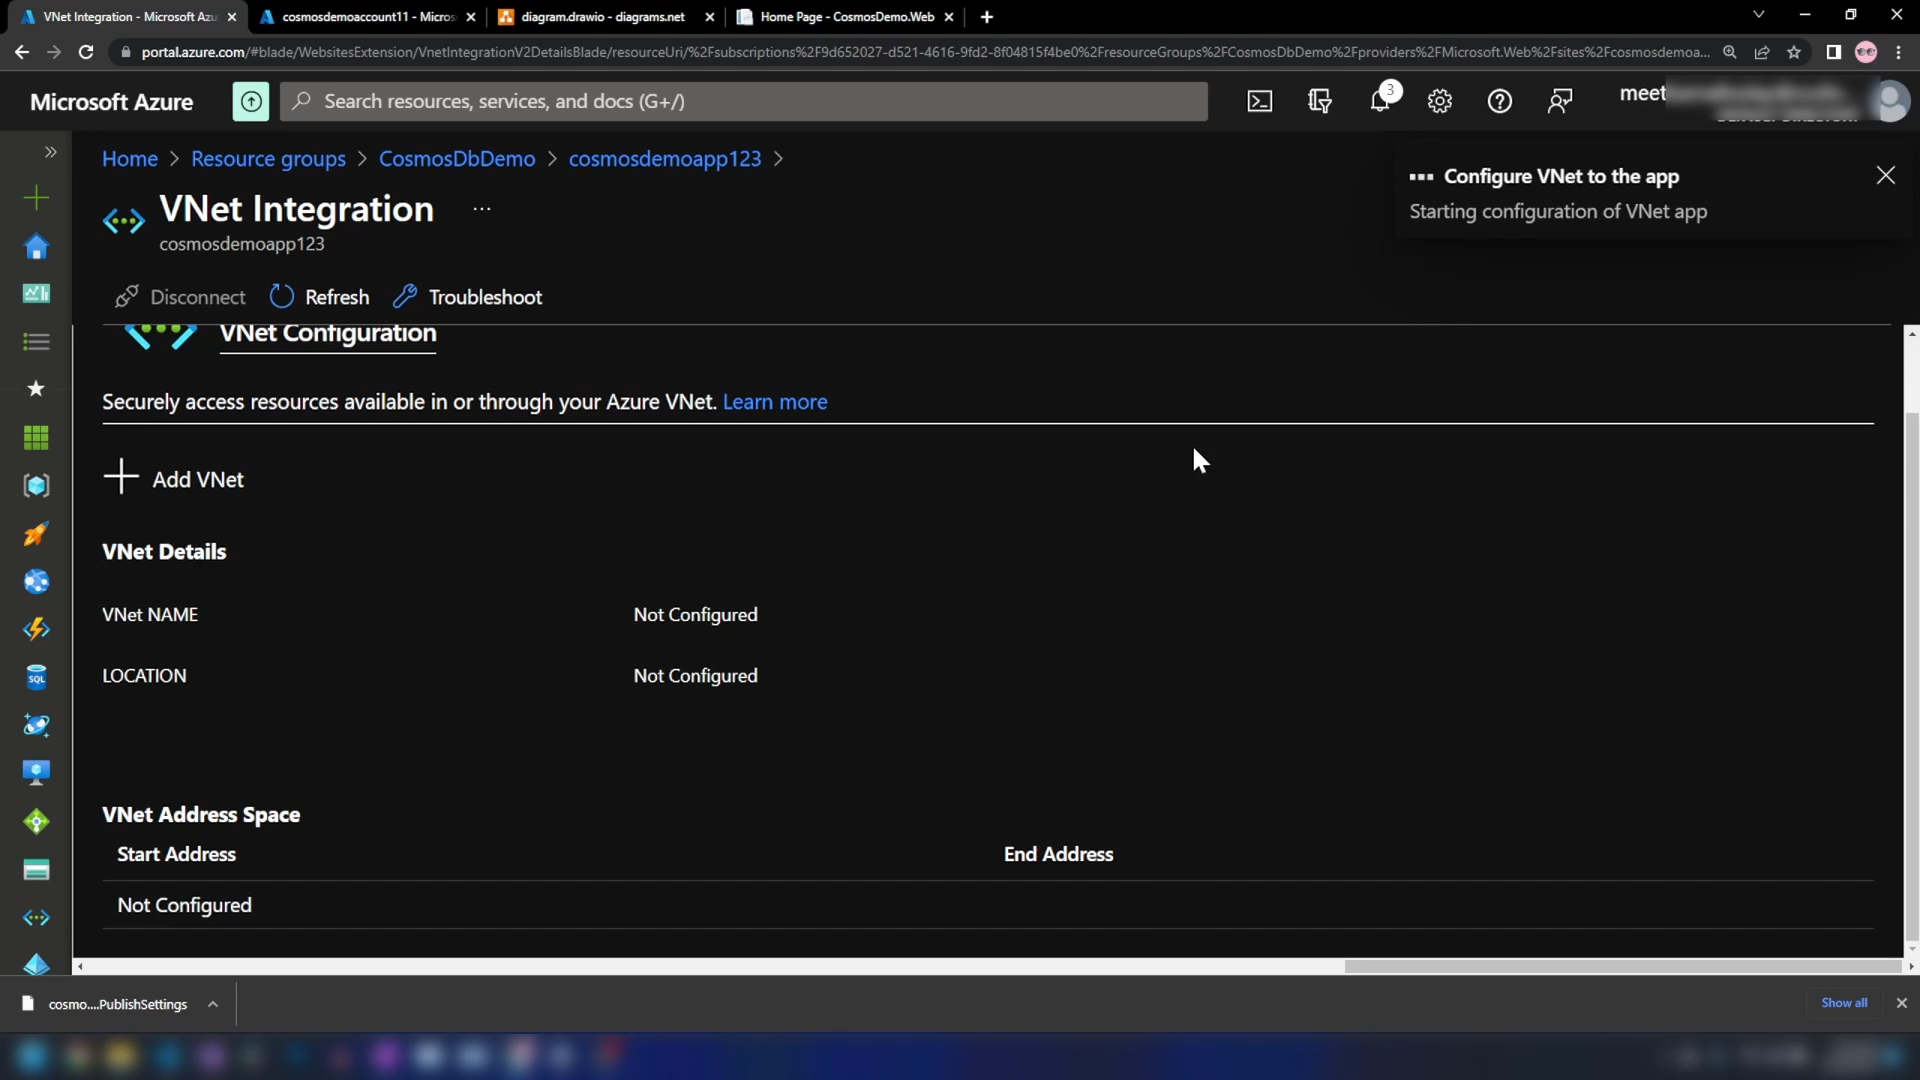 VNet Integration - Microsoft Azu
cosmosdemoaccount11 - Micros
diagram.drawio - diagrams.net
Home Page - CosmosDemo.Web
portal.azure.com/#blade/WebsitesExtension/VnetIntegrationV2DetailsBlade/resourceUri/%2Fsubscriptions%2F9d652027-d521-4616-9fd2-8f04815f4be0%2FresourceGroups%2FCosmosDbDemo%2Fproviders%2FMicrosoft.Web%2Fsites%2Fcosmosdemoa...
Microsoft Azure
Search resources, services, and docs (G+/)
3
meet
Home > Resource groups > CosmosDbDemo > cosmosdemoapp123 >
VNet Integration ...
cosmosdemoapp123
Configure VNet to the app
Starting configuration of VNet app
Disconnect Refresh Troubleshoot
VNet Configuration
Securely access resources available in or through your Azure VNet. Learn more
Add VNet
VNet Details
VNet NAME Not Configured
LOCATION Not Configured
SQL
VNet Address Space
Start Address End Address
Not Configured
cosmo....PublishSettings
Show all